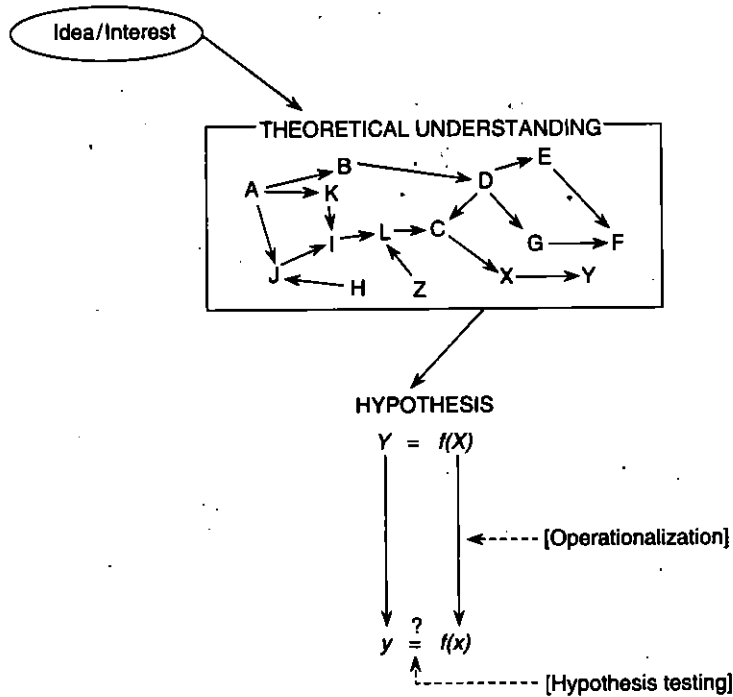 Idea/Interest
THEORETICAL UNDERSTANDING
E
B
D
A
K
C
L
I
G
F
J
X
Y
H
Z
HYPOTHESIS
Y = f(X)
[Operationalization]
?
y = f(x)
[Hypothesis testing]